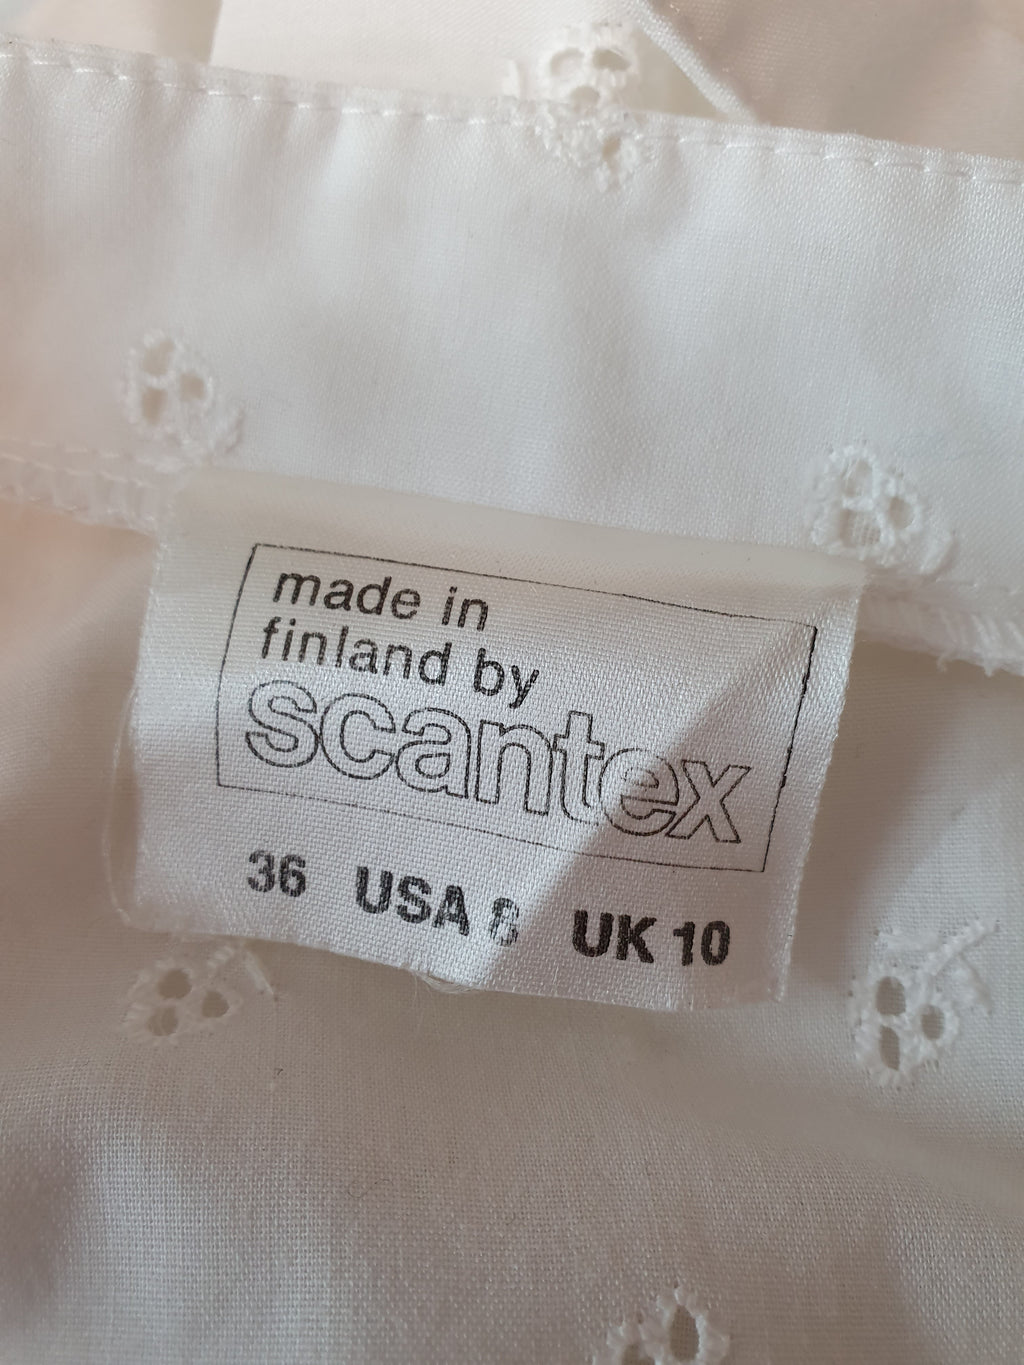 made in
finland by
scantex
36 USA 8 UK 10